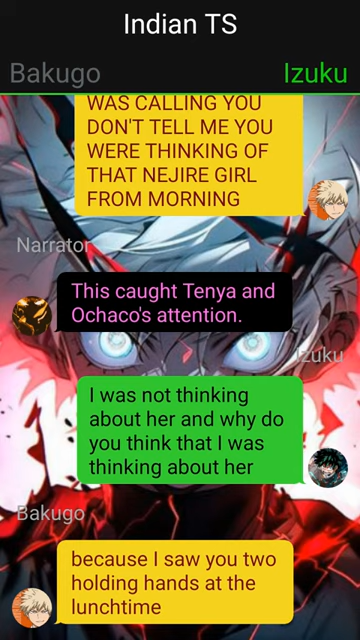 Indian TS
Bakugo Izuku
WAS CALLING YOU
DON'T TELL ME YOU
WERE THINKING OF
THAT NEJIRE GIRL
FROM MORNING
Narrator
This caught Tenya and
Ochaco's attention.
Izuku
I was not thinking
about her and why do
you think that I was
thinking about her
Bakugo
because I saw you two
holding hands at the
lunchtime